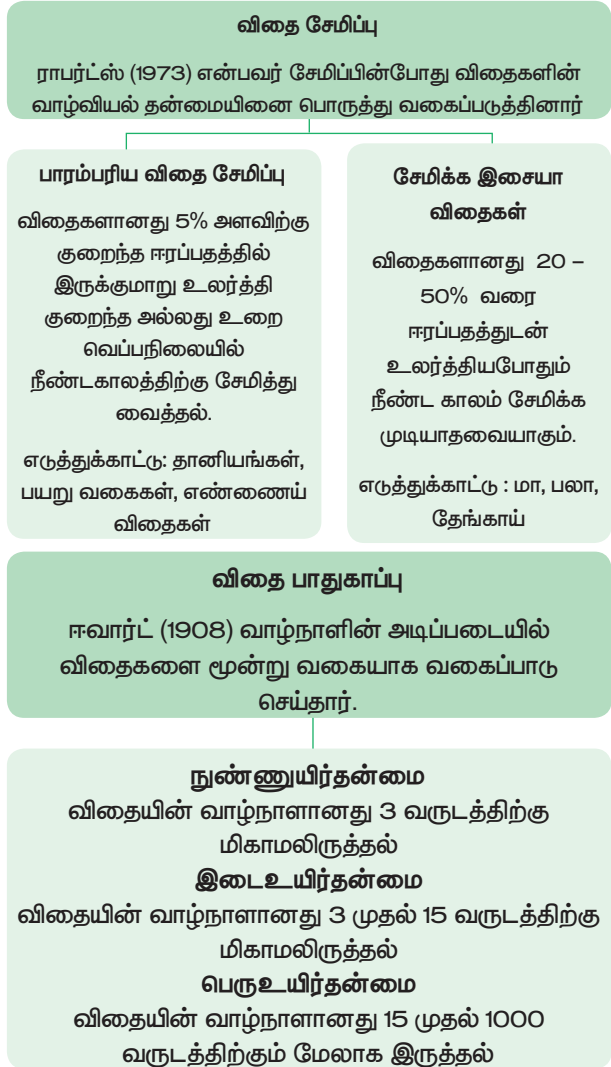 விதை சேமிப்பு
ராபர்ட்ஸ் (1973) என்பவர் சேமிப்பின்போது விதைகளின்
வாழ்வியல் தன்மையினை பொருத்து வகைப்படுத்தினார்
பாரம்பரிய விதை சேமிப்பு
விதைகளானது 5% அளவிற்கு
குறைந்த ஈரப்பதத்தில்
இருக்குமாறு உலர்த்தி
குறைந்த அல்லது உறை
வெப்பநிலையில்
நீண்டகாலத்திற்கு சேமித்து
வைத்தல்.
எடுத்துக்காட்டு: தானியங்கள்,
பயறு வகைகள், எண்ணெய்
விதைகள்
சேமிக்க இசையா
விதைகள்
விதைகளானது 20 –
50% வரை
ஈரப்பதத்துடன்
உலர்த்தியபோதும்
நீண்ட காலம் சேமிக்க
முடியாதவையாகும்.
எடுத்துக்காட்டு : மா, பலா,
தேங்காய்
விதை பாதுகாப்பு
ஈவார்ட் (1908) வாழ்நாளின் அடிப்படையில்
விதைகளை மூன்று வகையாக வகைப்பாடு
செய்தார்.
நுண்ணுயிர்தன்மை
விதையின் வாழ்நாளானது 3 வருடத்திற்கு
மிகாமலிருத்தல்
இடைஉயிர்தன்மை
விதையின் வாழ்நாளானது 3 முதல் 15 வருடத்திற்கு
மிகாமலிருத்தல்
பெருஉயிர்தன்மை
விதையின் வாழ்நாளானது 15 முதல் 1000
வருடத்திற்கும் மேலாக இருத்தல்